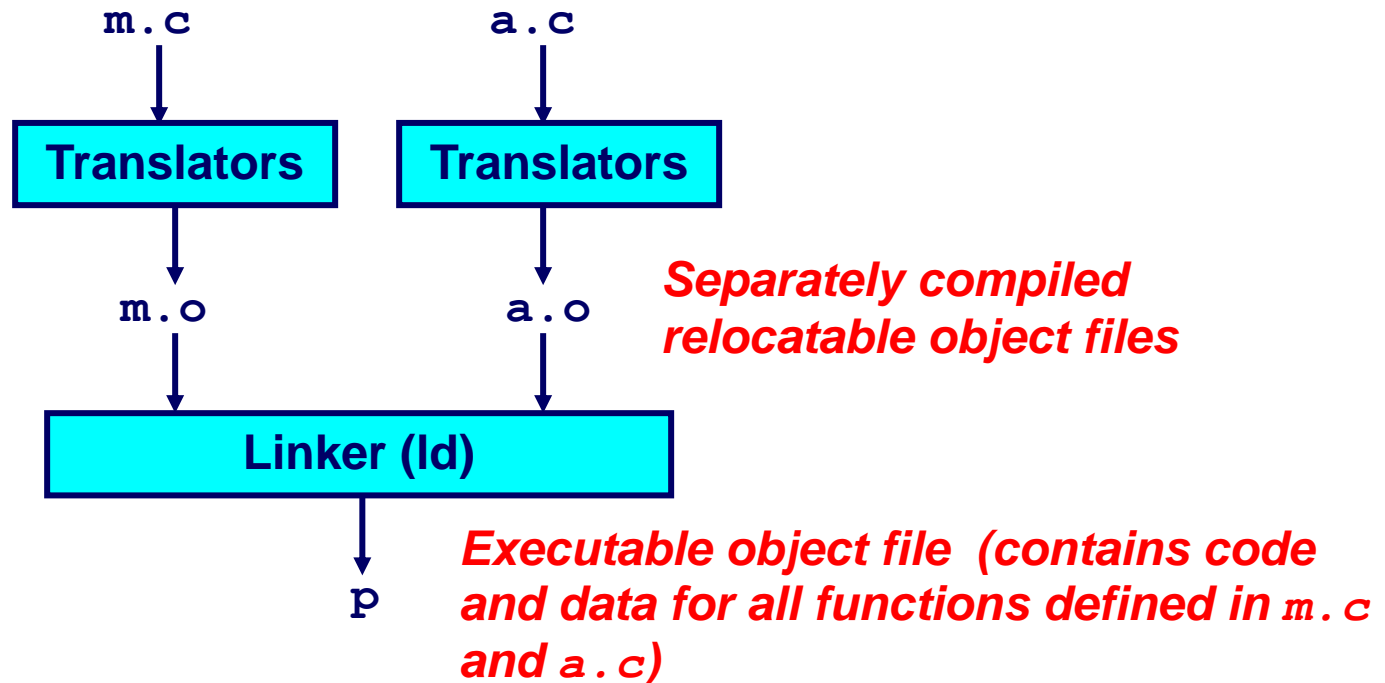 m.c a.c
Translators Translators
m.o a.o
Separately compiled
relocatable object files
Linker (ld)
p
Executable object file (contains code
and data for all functions defined in m.c
and a.c)